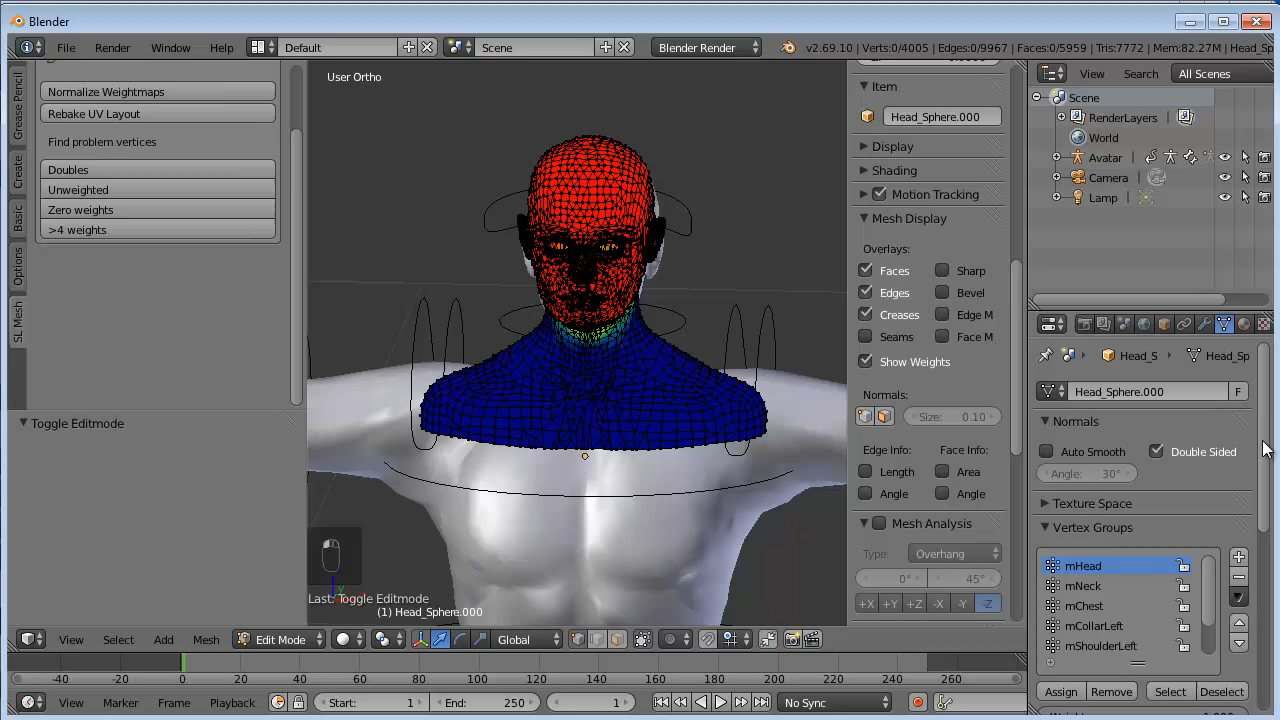 Blender
File Render Window Help Default Scene Blender Render v2.69.10 | Verts:0/4005 | Edges:0/9967 | Faces:0/5959 | Tris:7772 | Mem:82.27M | Head_Sp
Grease Pencil
Create
Basic
Options
SL Mesh
Normalize Weightmaps
Rebake UV Layout
Find problem vertices
Doubles
Unweighted
Zero weights
>4 weights
Toggle Editmode
User Ortho
Last: Toggle Editmode
(1) Head_Sphere.000
Item
Head_Sphere.000
Display
Shading
Motion Tracking
Mesh Display
Overlays:
Faces Sharp
Edges Bevel
Creases Edge M
Seams Face M
Show Weights
Normals:
Size: 0.10
Edge Info: Face Info:
Length Area
Angle Angle
Mesh Analysis
Type: Overhang
0° 45°
+X +Y +Z -X -Y -Z
View Search All Scenes
Scene
RenderLayers
World
Avatar
Camera
Lamp
Head_S Head_Sp
Head_Sphere.000 F
Normals
Auto Smooth Double Sided
Angle: 30°
Texture Space
Vertex Groups
mHead
mNeck
mChest
mCollarLeft
mShoulderLeft
Assign Remove Select Deselect
View Select Add Mesh Edit Mode Global
-40 -20 0 20 40 60 80 100 120 140 160 180 200 220 240 260
View Marker Frame Playback Start: 1 End: 250 1 No Sync